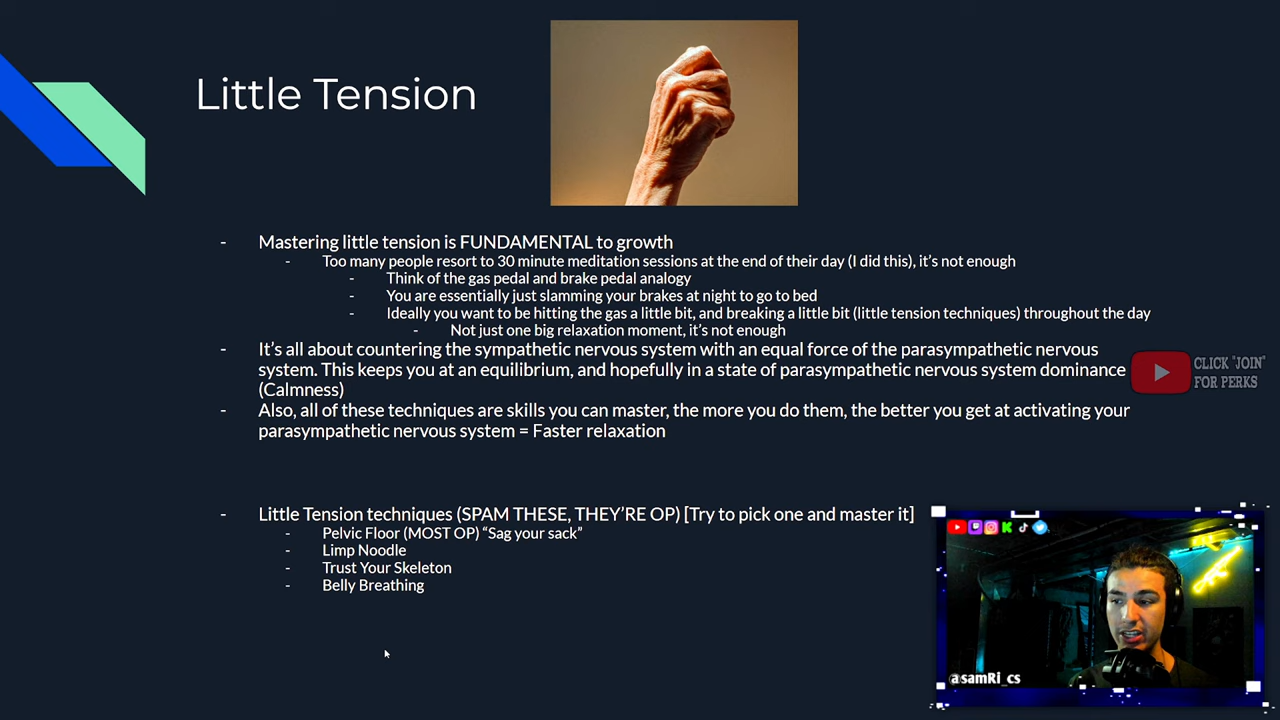 Little Tension
- Mastering little tension is FUNDAMENTAL to growth
- Too many people resort to 30 minute meditation sessions at the end of their day (I did this), it's not enough
- Think of the gas pedal and brake pedal analogy
- You are essentially just slamming your brakes at night to go to bed
- Ideally you want to be hitting the gas a little bit, and breaking a little bit (little tension techniques) throughout the day
- Not just one big relaxation moment, it's not enough
- It's all about countering the sympathetic nervous system with an equal force of the parasympathetic nervous
system. This keeps you at an equilibrium, and hopefully in a state of parasympathetic nervous system dominance
(Calmness)
CLICK "JOIN"
FOR PERKS
- Also, all of these techniques are skills you can master, the more you do them, the better you get at activating your
parasympathetic nervous system = Faster relaxation
- Little Tension techniques (SPAM THESE, THEY'RE OP) [Try to pick one and master it]
- Pelvic Floor (MOST OP) “Sag your sack”
- Limp Noodle
- Trust Your Skeleton
- Belly Breathing
@samRi_cs